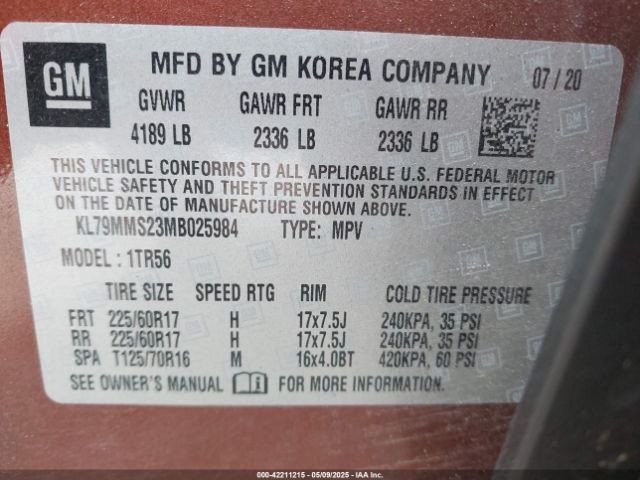 GM MFD BY GM KOREA COMPANY 07/20
GVWR GAWR FRT GAWR RR
4189 LB 2336 LB 2336 LB
THIS VEHICLE CONFORMS TO ALL APPLICABLE U.S. FEDERAL MOTOR
VEHICLE SAFETY AND THEFT PREVENTION STANDARDS IN EFFECT
ON THE DATE OF MANUFACTURE SHOWN ABOVE.
KL79MMS23MB025984 TYPE: MPV
MODEL : 1TR56
TIRE SIZE SPEED RTG RIM COLD TIRE PRESSURE
FRT 225/60R17 H 17x7.5J 240KPA, 35 PSI
RR 225/60R17 H 17x7.5J 240KPA, 35 PSI
SPA T125/70R16 M 16x4.0BT 420KPA, 60 PSI
SEE OWNER'S MANUAL FOR MORE INFORMATION.
00-42211215 - 05/09/2025 - IAA Inc.